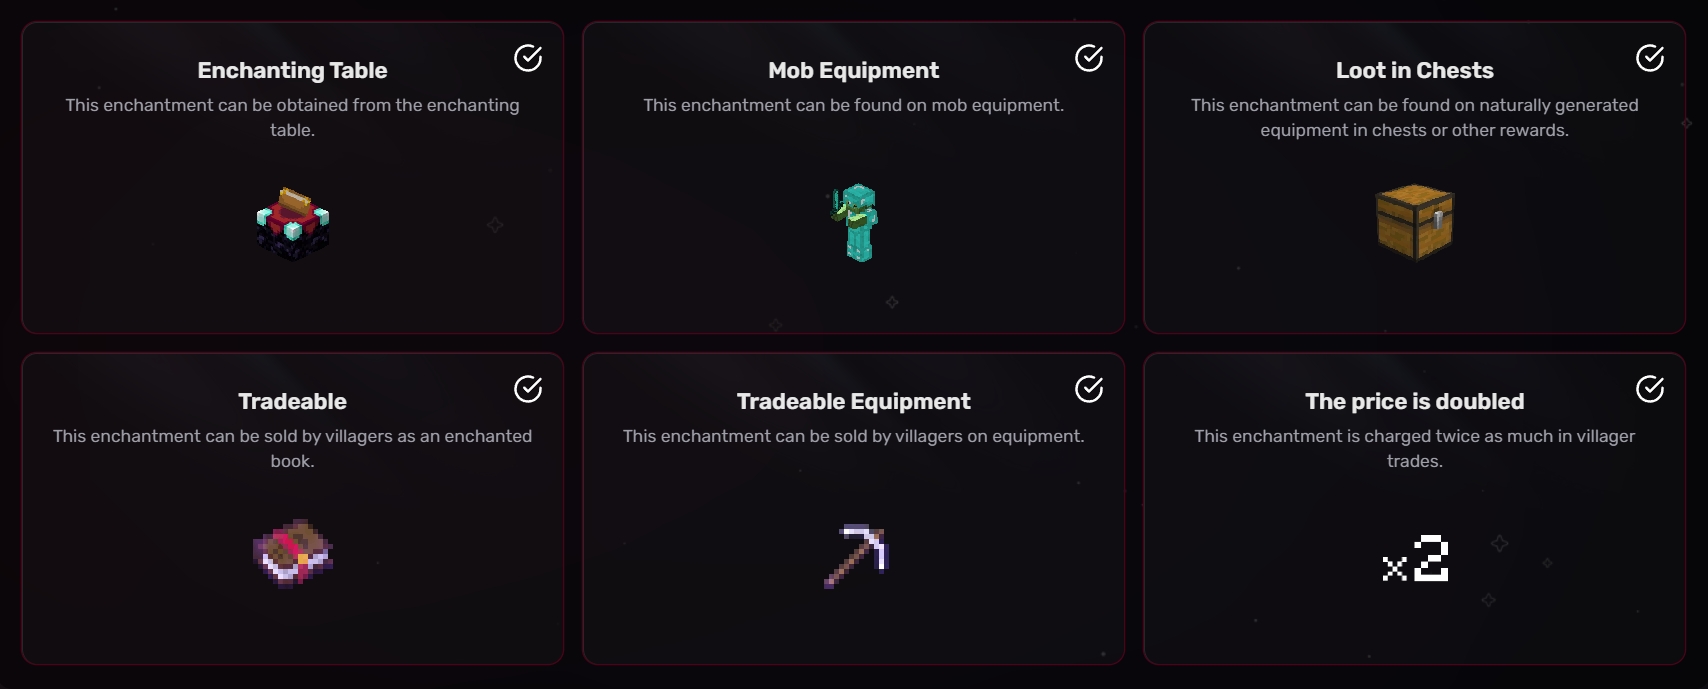 Enchanting Table
This enchantment can be obtained from the enchanting
table.
Mob Equipment
This enchantment can be found on mob equipment.
Loot in Chests
This enchantment can be found on naturally generated
equipment in chests or other rewards.
Tradeable
This enchantment can be sold by villagers as an enchanted
book.
Tradeable Equipment
This enchantment can be sold by villagers on equipment.
The price is doubled
This enchantment is charged twice as much in villager
trades.
x2